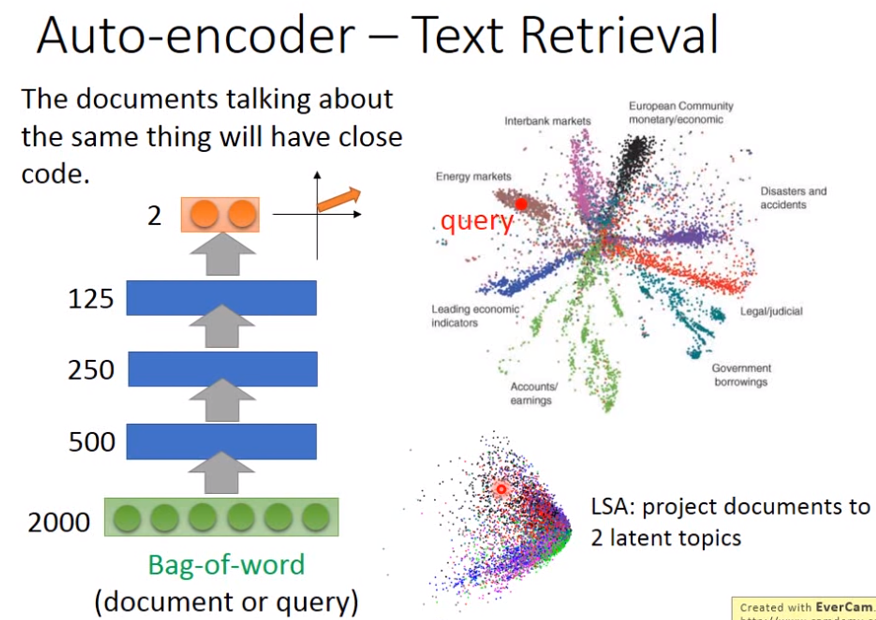 Auto-encoder – Text Retrieval
The documents talking about
the same thing will have close
code.
2
125
250
500
2000
Bag-of-word
(document or query)
Interbank markets
European Community
monetary/economic
Energy markets
Disasters and
accidents
query
Leading economic
indicators
Legal/judicial
Government
borrowings
Accounts/
earnings
LSA: project documents to
2 latent topics
Created with EverCam.